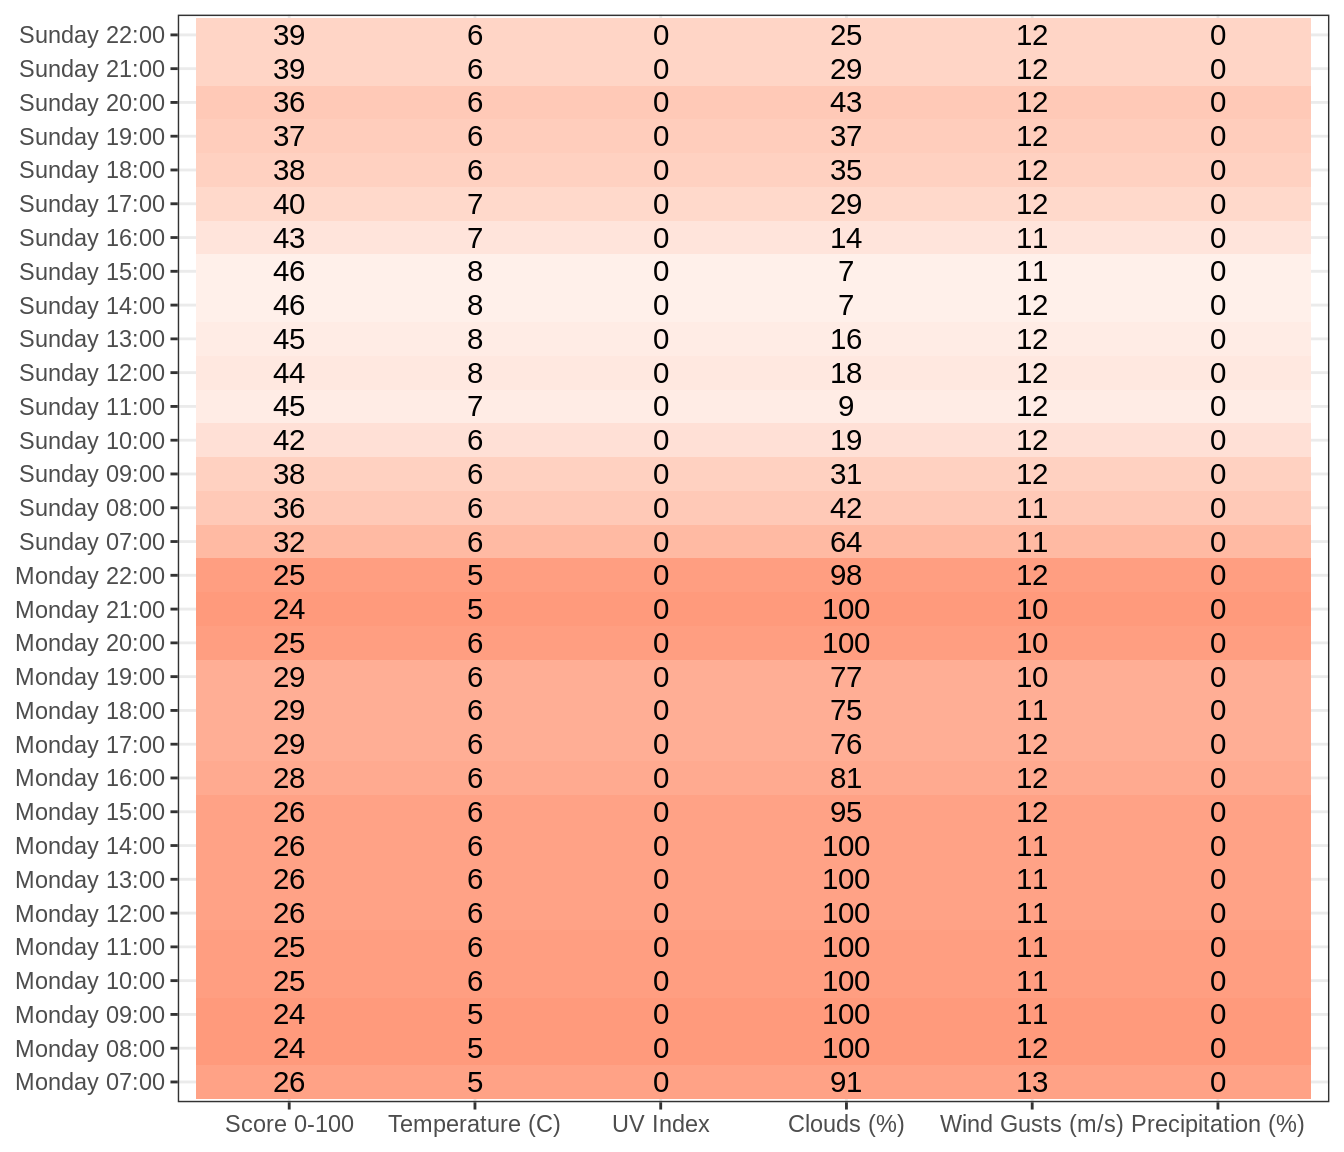 Sunday 22:00 39 6 0 25 12 0
Sunday 21:00 39 6 0 29 12 0
Sunday 20:00 36 6 0 43 12 0
Sunday 19:00 37 6 0 37 12 0
Sunday 18:00 38 6 0 35 12 0
Sunday 17:00 40 7 0 29 12 0
Sunday 16:00 43 7 0 14 11 0
Sunday 15:00 46 8 0 7 11 0
Sunday 14:00 46 8 0 7 12 0
Sunday 13:00 45 8 0 16 12 0
Sunday 12:00 44 8 0 18 12 0
Sunday 11:00 45 7 0 9 12 0
Sunday 10:00 42 6 0 19 12 0
Sunday 09:00 38 6 0 31 12 0
Sunday 08:00 36 6 0 42 11 0
Sunday 07:00 32 6 0 64 11 0
Monday 22:00 25 5 0 98 12 0
Monday 21:00 24 5 0 100 10 0
Monday 20:00 25 6 0 100 10 0
Monday 19:00 29 6 0 77 10 0
Monday 18:00 29 6 0 75 11 0
Monday 17:00 29 6 0 76 12 0
Monday 16:00 28 6 0 81 12 0
Monday 15:00 26 6 0 95 12 0
Monday 14:00 26 6 0 100 11 0
Monday 13:00 26 6 0 100 11 0
Monday 12:00 26 6 0 100 11 0
Monday 11:00 25 6 0 100 11 0
Monday 10:00 25 6 0 100 11 0
Monday 09:00 24 5 0 100 11 0
Monday 08:00 24 5 0 100 12 0
Monday 07:00 26 5 0 91 13 0
Score 0-100 Temperature (C) UV Index Clouds (%) Wind Gusts (m/s) Precipitation (%)